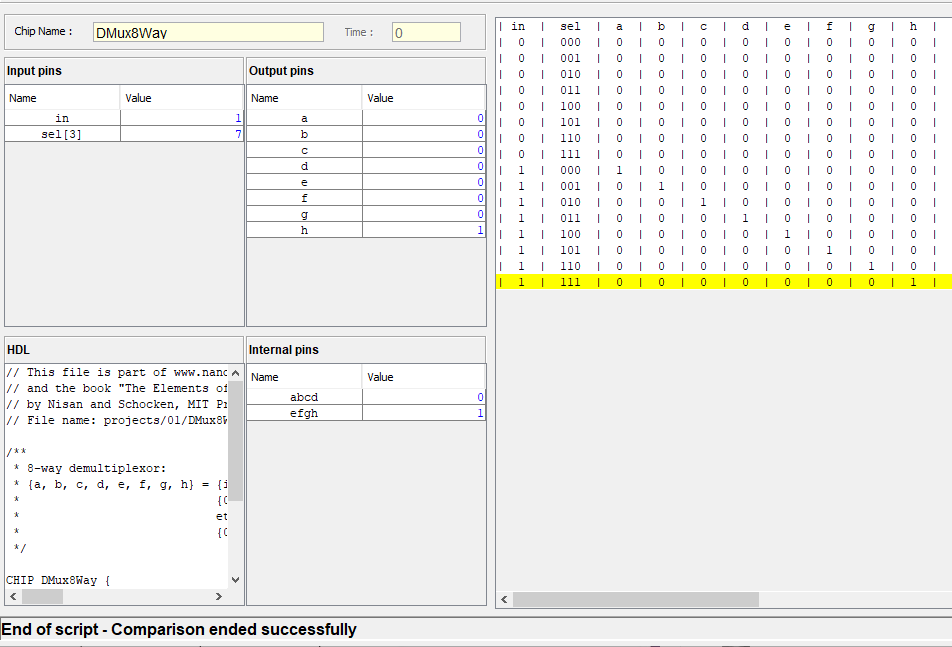 Chip Name :
DMux8Way
Time :
0
Input pins
Name Value
in 1
sel[3] 7
Output pins
Name Value
a 0
b 0
c 0
d 0
e 0
f 0
g 0
h 1
HDL
// This file is part of www.nand
// and the book "The Elements of
// by Nisan and Schocken, MIT Pr
// File name: projects/01/DMux8W
/**
* 8-way demultiplexor:
* {a, b, c, d, e, f, g, h} = {i
* {0
* et
* {0
*/
CHIP DMux8Way {
Internal pins
Name Value
abcd 0
efgh 1
| in | sel | a | b | c | d | e | f | g | h |
| 0 | 000 | 0 | 0 | 0 | 0 | 0 | 0 | 0 | 0 |
| 0 | 001 | 0 | 0 | 0 | 0 | 0 | 0 | 0 | 0 |
| 0 | 010 | 0 | 0 | 0 | 0 | 0 | 0 | 0 | 0 |
| 0 | 011 | 0 | 0 | 0 | 0 | 0 | 0 | 0 | 0 |
| 0 | 100 | 0 | 0 | 0 | 0 | 0 | 0 | 0 | 0 |
| 0 | 101 | 0 | 0 | 0 | 0 | 0 | 0 | 0 | 0 |
| 0 | 110 | 0 | 0 | 0 | 0 | 0 | 0 | 0 | 0 |
| 0 | 111 | 0 | 0 | 0 | 0 | 0 | 0 | 0 | 0 |
| 1 | 000 | 1 | 0 | 0 | 0 | 0 | 0 | 0 | 0 |
| 1 | 001 | 0 | 1 | 0 | 0 | 0 | 0 | 0 | 0 |
| 1 | 010 | 0 | 0 | 1 | 0 | 0 | 0 | 0 | 0 |
| 1 | 011 | 0 | 0 | 0 | 1 | 0 | 0 | 0 | 0 |
| 1 | 100 | 0 | 0 | 0 | 0 | 1 | 0 | 0 | 0 |
| 1 | 101 | 0 | 0 | 0 | 0 | 0 | 1 | 0 | 0 |
| 1 | 110 | 0 | 0 | 0 | 0 | 0 | 0 | 1 | 0 |
| 1 | 111 | 0 | 0 | 0 | 0 | 0 | 0 | 0 | 1 |
End of script - Comparison ended successfully